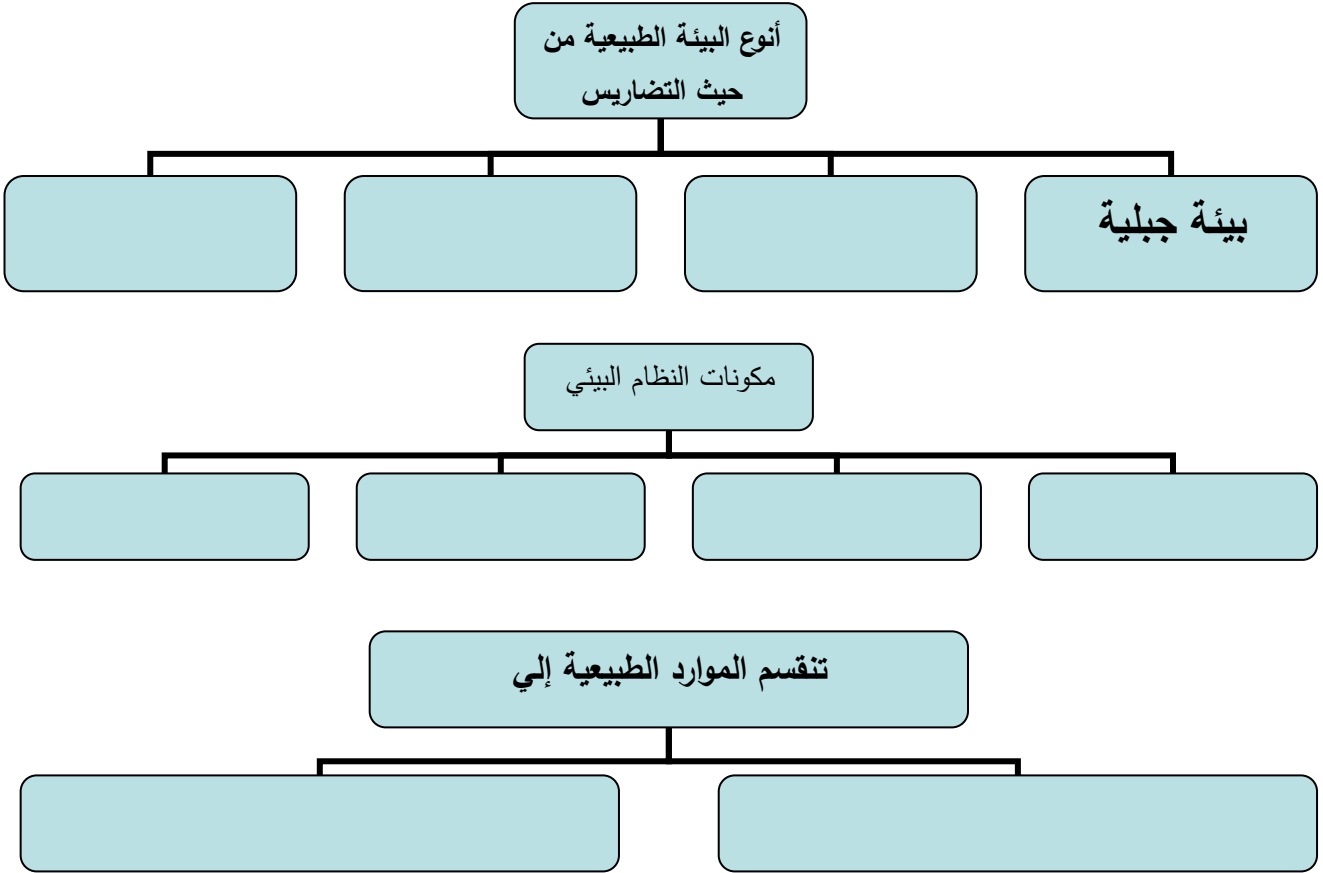 أنوع البيئة الطبيعية من
حيث التضاريس
بيئة جبلية
مكونات النظام البيئي
تنقسم الموارد الطبيعية إلي